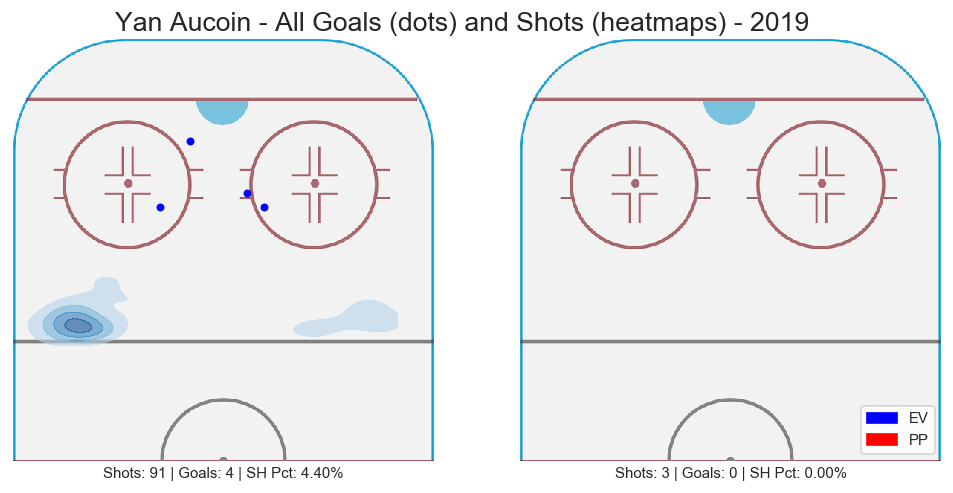 Yan Aucoin - All Goals (dots) and Shots (heatmaps) - 2019
EV
PP
Shots: 91 | Goals: 4 | SH Pct: 4.40%
Shots: 3 | Goals: 0 | SH Pct: 0.00%